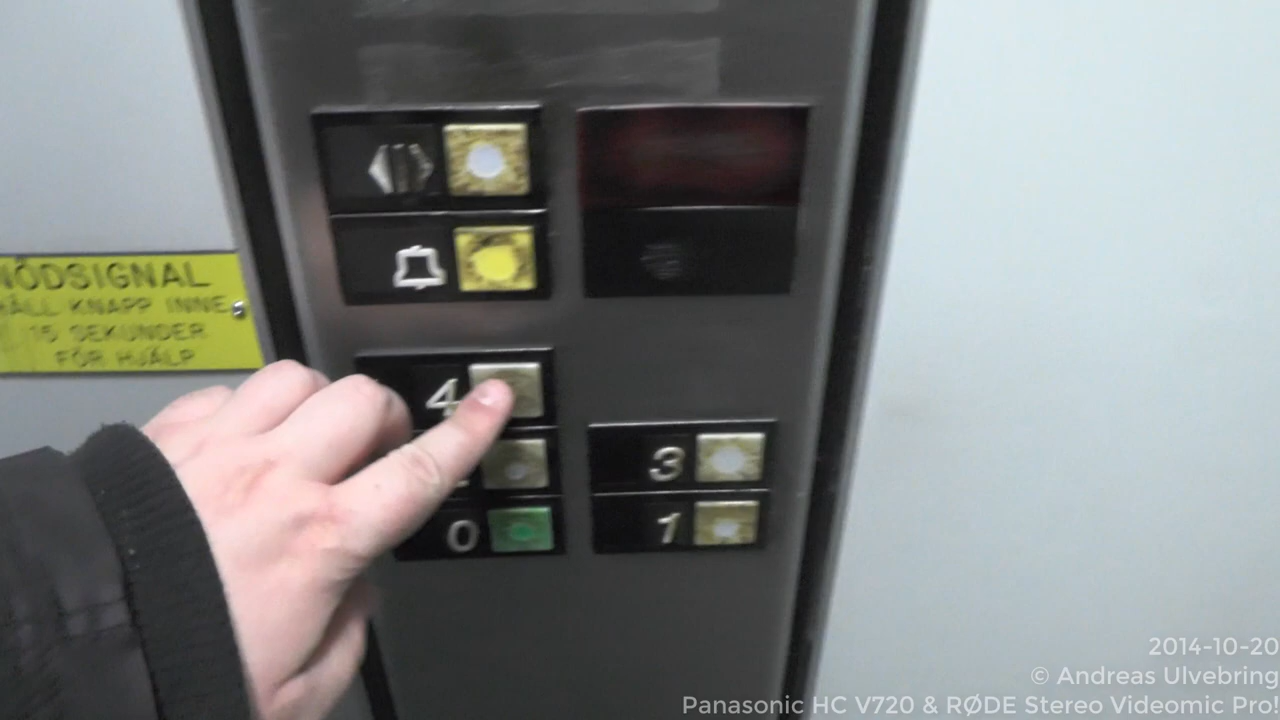 NÖDSIGNAL
HÅLL KNAPP INNE
15 SEKUNDER
FÖR HJÄLP
4
3
0
1
2014-10-20
© Andreas Ulvebring
Panasonic HC V720 & RØDE Stereo Videomic Pro!